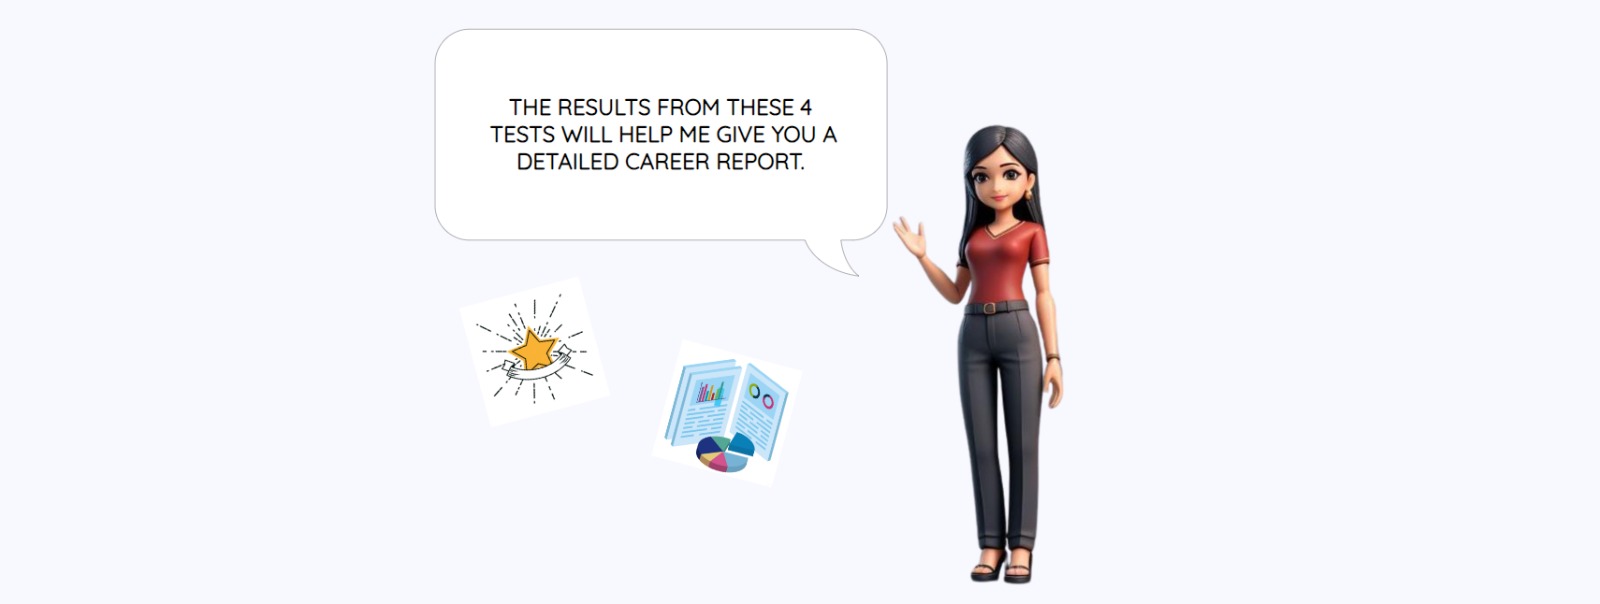 THE RESULTS FROM THESE 4
TESTS WILL HELP ME GIVE YOU A
DETAILED CAREER REPORT.